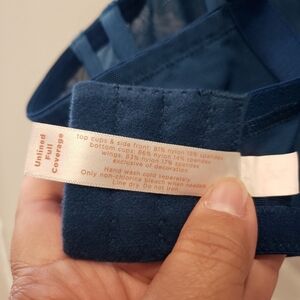 Unlined
Full
Coverage
top cups & side front: 81% nylon 19% spandex
bottom cups: 86% nylon 14% spandex
wings: 83% nylon 17% spandex
exclusive of decoration
Hand wash cold separately
Only non-chlorine bleach when needed
Line dry. Do not iron.